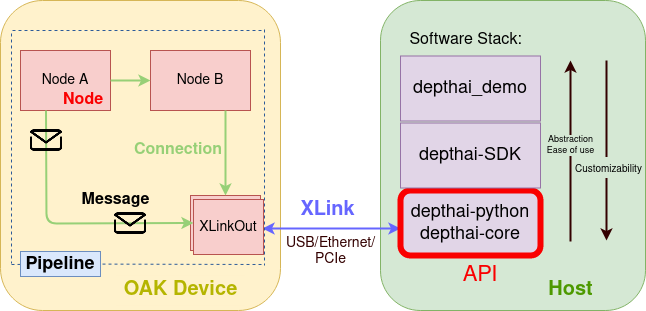 Node A
Node
Node B
Connection
Message
XLinkOut
Pipeline
OAK Device
XLink
USB/Ethernet/
PCIe
Software Stack:
depthai_demo
depthai-SDK
depthai-python
depthai-core
API
Host
Abstraction
Ease of use
Customizability